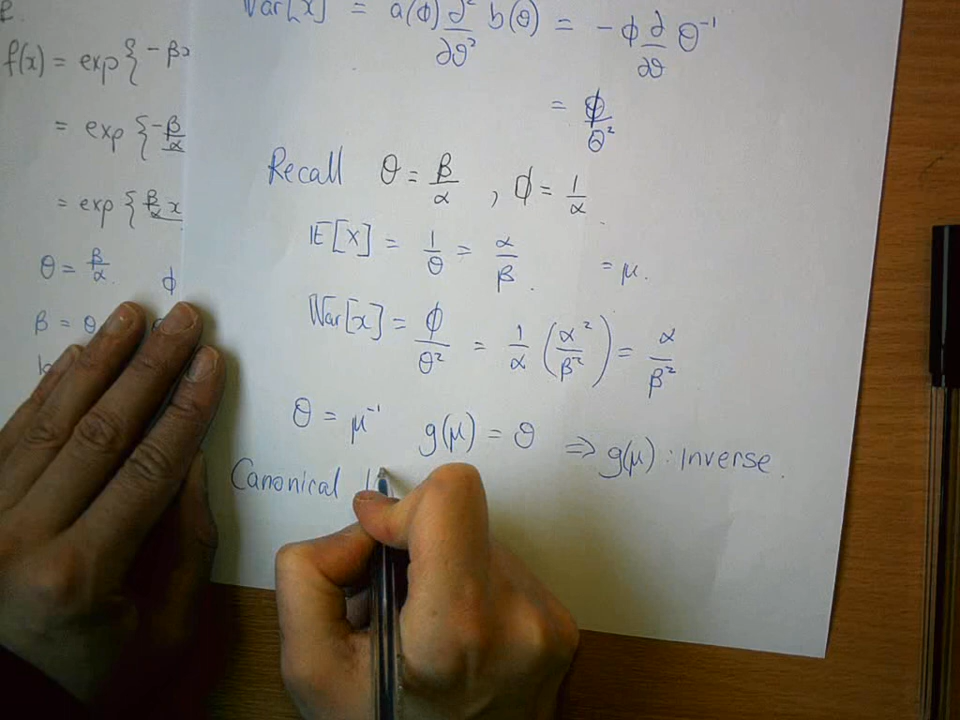 f(x) = exp{ -β
= exp { -β/α
= exp { β/α x
θ = β/α ϕ
β = θ
Var[x] = a(ϕ) ∂²/∂θ² b(θ) = -ϕ ∂/∂θ θ⁻¹
= ϕ/θ²
Recall θ = β/α , ϕ = 1/α
E[X] = 1/θ = α/β . = μ.
Var[x] = ϕ/θ² = 1/α (α²/β²) = α/β²
θ = μ⁻¹ g(μ) = θ ⇒ g(μ) : inverse.
Canonical